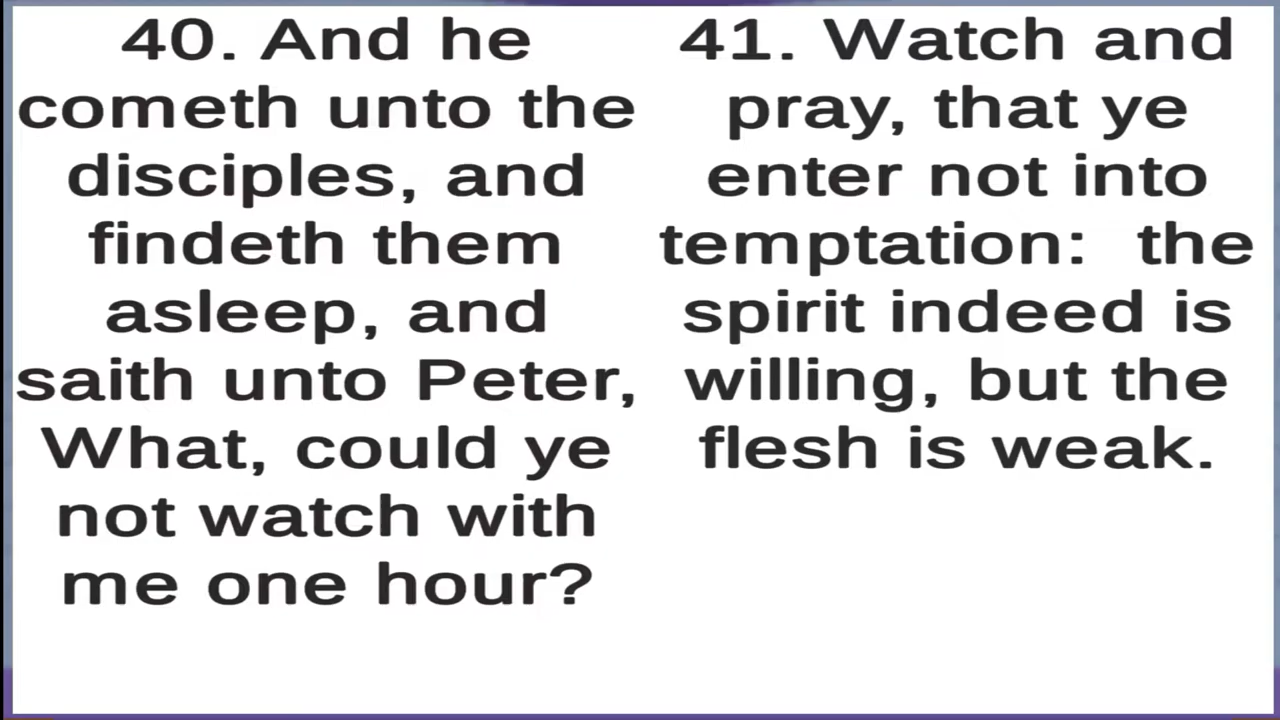 40. And he
cometh unto the
disciples, and
findeth them
asleep, and
saith unto Peter,
What, could ye
not watch with
me one hour?
41. Watch and
pray, that ye
enter not into
temptation:  the
spirit indeed is
willing, but the
flesh is weak.